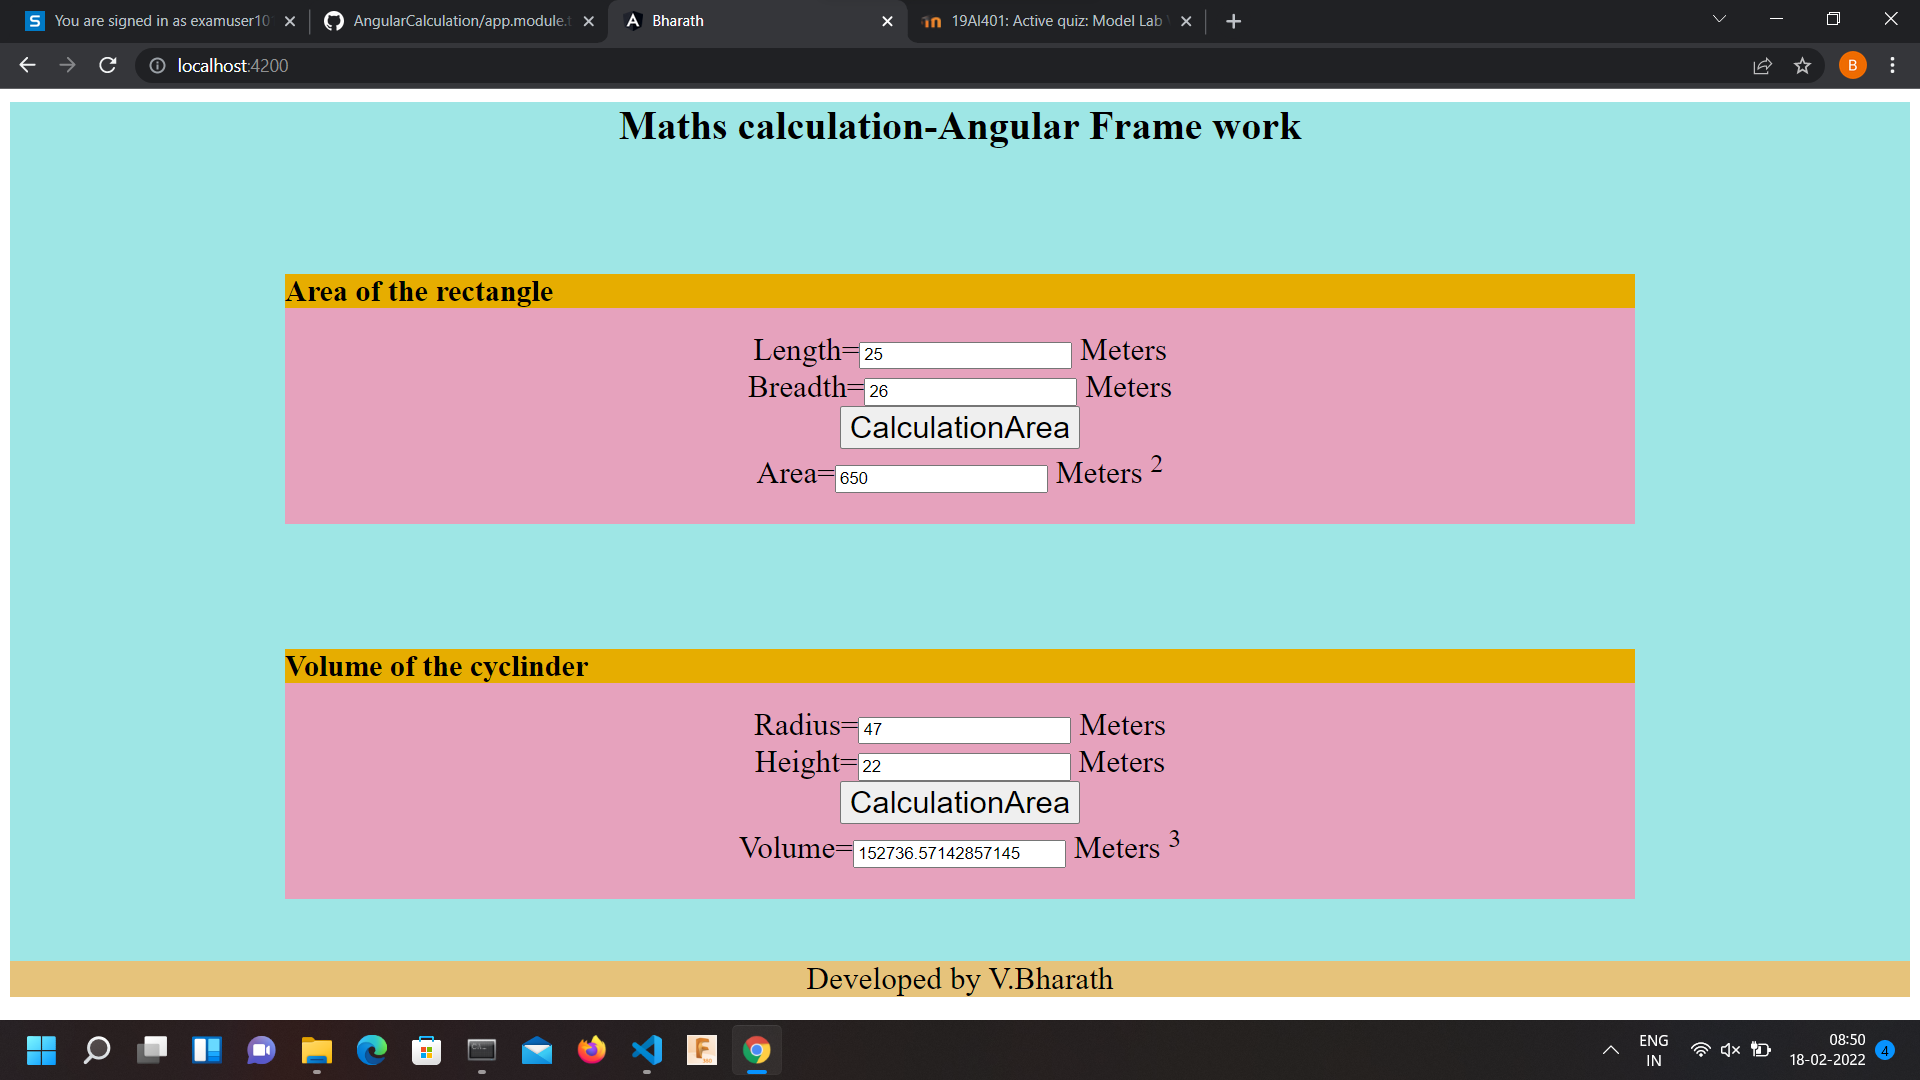 You are signed in as examuser10
AngularCalculation/app.module.t
Bharath
19AI401: Active quiz: Model Lab
localhost:4200
B
Maths calculation-Angular Frame work
Area of the rectangle
Length=25 Meters
Breadth=26 Meters
CalculationArea
Area=650 Meters 2
Volume of the cyclinder
Radius=47 Meters
Height=22 Meters
CalculationArea
Volume=152736.57142857145 Meters 3
Developed by V.Bharath
ENG
IN
08:50
18-02-2022
4